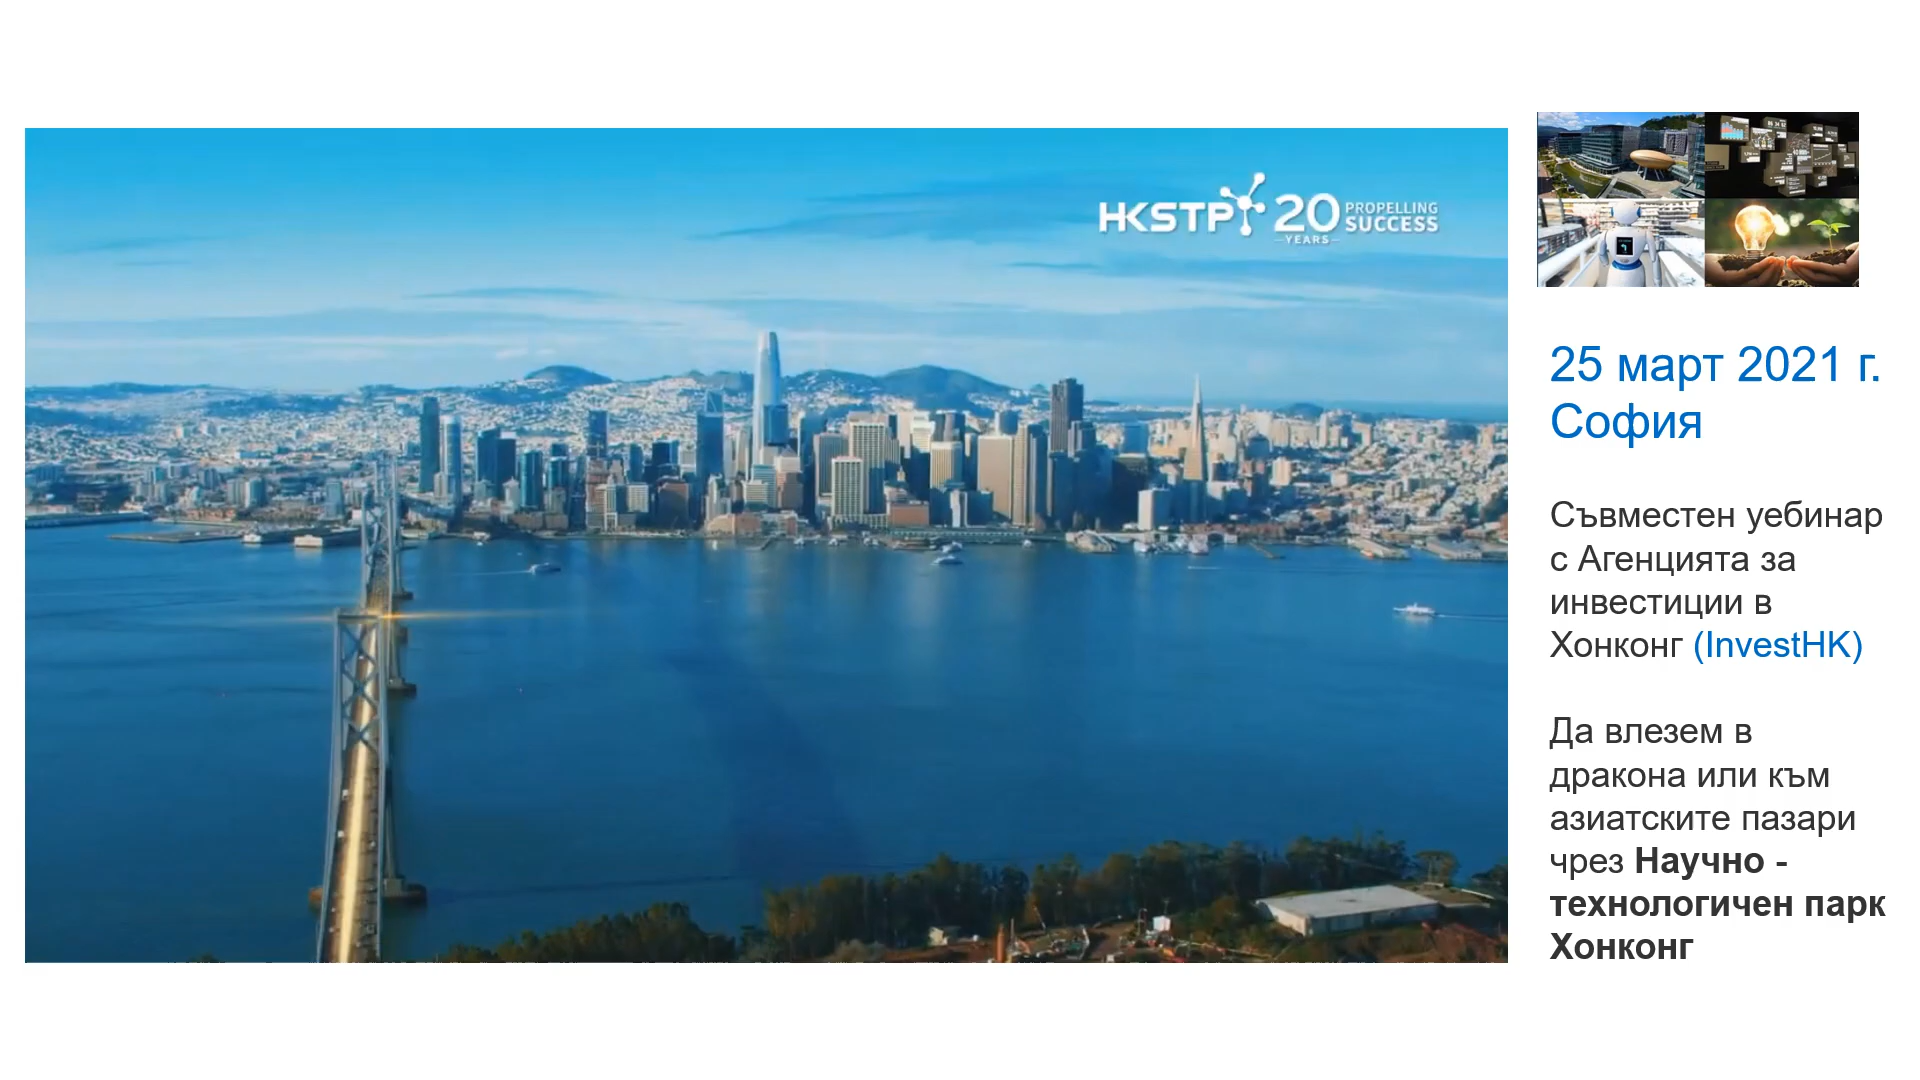 HKSTP 20 YEARS PROPELLING SUCCESS
25 март 2021 г.
София
Съвместен уебинар
с Агенцията за
инвестиции в
Хонконг (InvestHK)
Да влезем в
дракона или към
азиатските пазари
чрез Научно -
технологичен парк
Хонконг